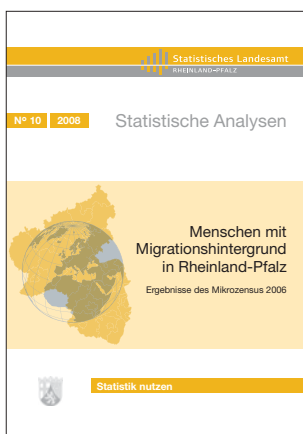 Statistisches Landesamt
RHEINLAND-PFALZ
Nº 10 2008
Statistische Analysen
Menschen mit
Migrationshintergrund
in Rheinland-Pfalz
Ergebnisse des Mikrozensus 2006
Statistik nutzen